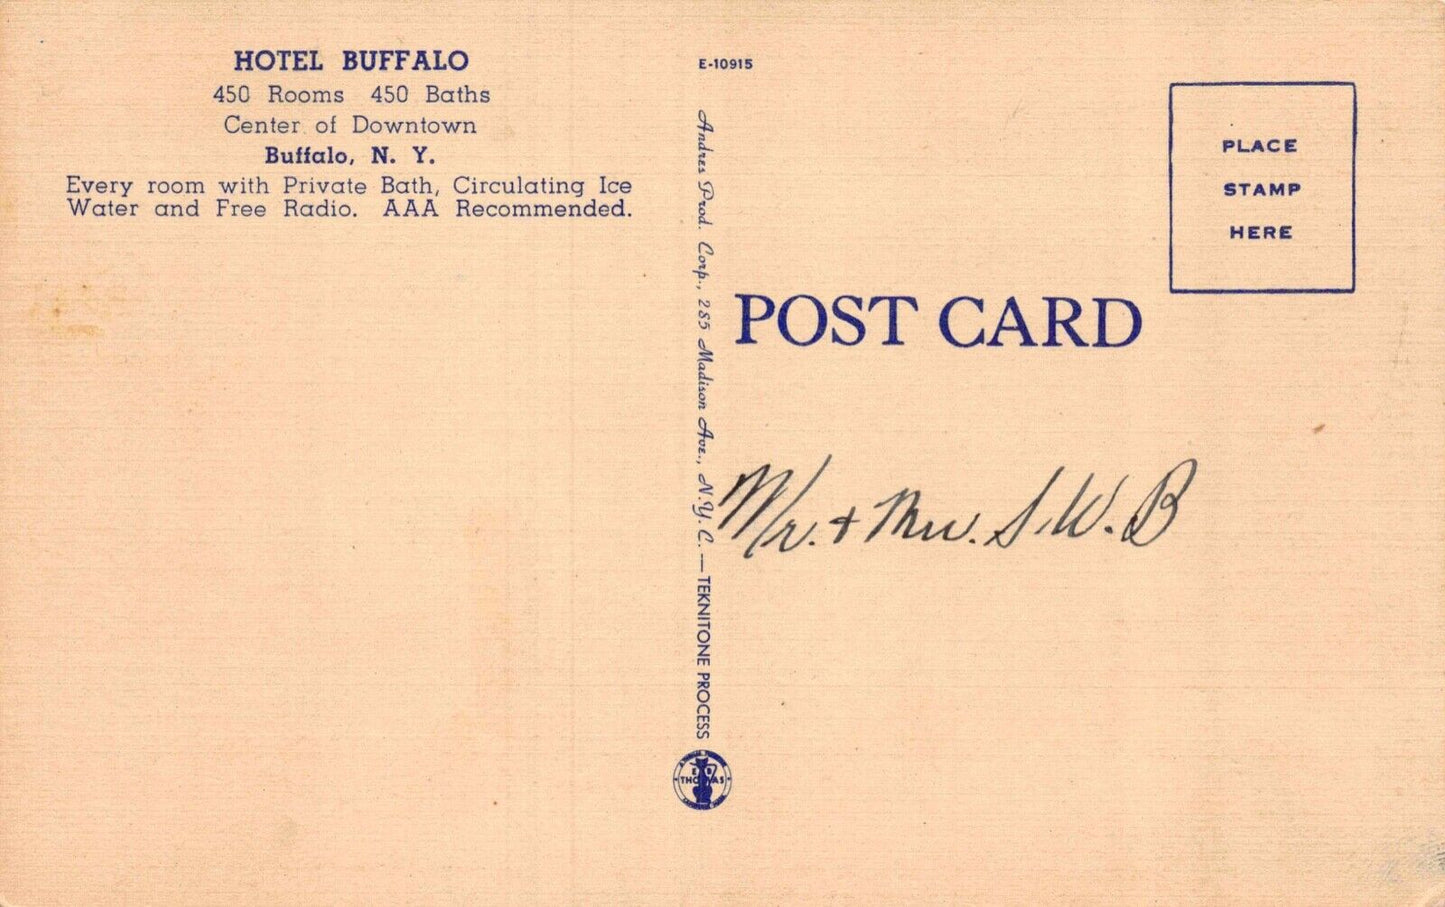 HOTEL BUFFALO
450 Rooms 450 Baths
Center of Downtown
Buffalo, N. Y.
Every room with Private Bath, Circulating Ice
Water and Free Radio. AAA Recommended.
E-10915
Andres Prod. Corp., 285 Madison Ave., N.Y.C.—TEKNITONE PROCESS
E B
THOMAS
PLACE
STAMP
HERE
POST CARD
Mr. + Mrs. S. W. B